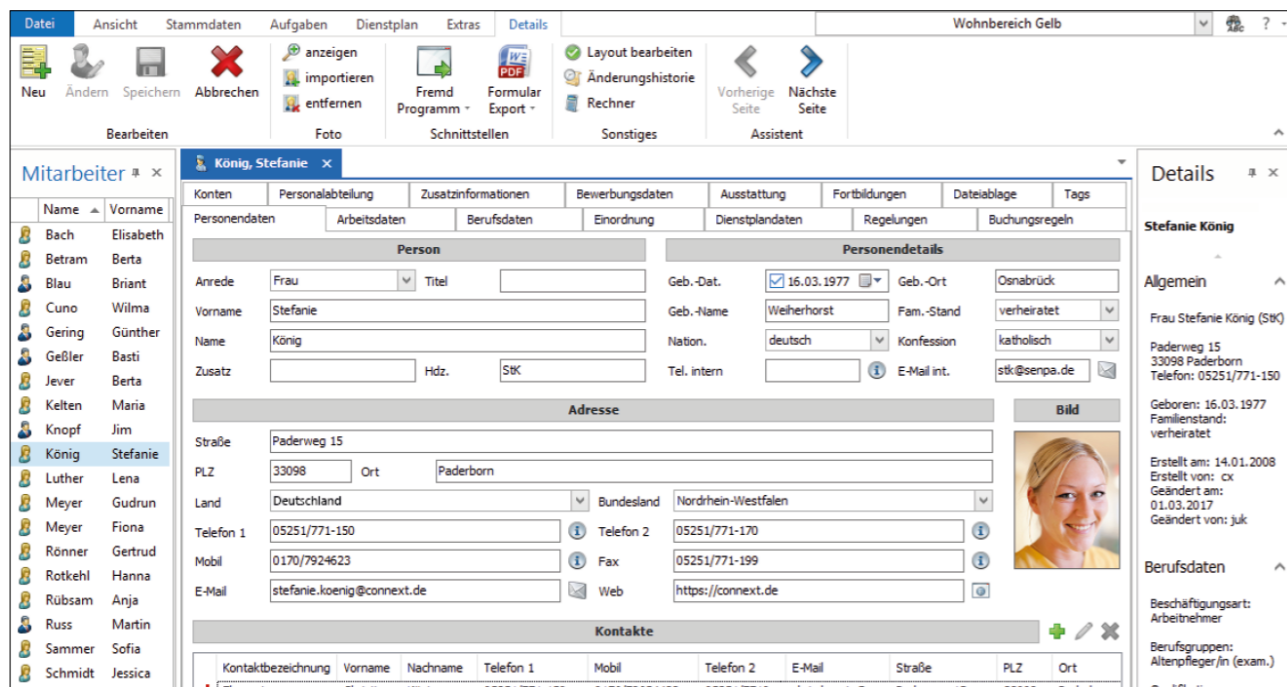 Datei Ansicht Stammdaten Aufgaben Dienstplan Extras Details Wohnbereich Gelb ?
Neu Ändern Speichern Abbrechen
anzeigen
importieren
entfernen
Fremd Programm
Formular Export
Layout bearbeiten
Änderungshistorie
Rechner
Vorherige Seite
Nächste Seite
Bearbeiten Foto Schnittstellen Sonstiges Assistent
Mitarbeiter
Name Vorname
Bach Elisabeth
Betram Berta
Blau Briant
Cuno Wilma
Gering Günther
Geßler Basti
Jever Berta
Kelten Maria
Knopf Jim
König Stefanie
Luther Lena
Meyer Gudrun
Meyer Fiona
Rönner Gertrud
Rotkehl Hanna
Rübsam Anja
Russ Martin
Sammer Sofia
Schmidt Jessica
König, Stefanie
Konten Personalabteilung Zusatzinformationen Bewerbungsdaten Ausstattung Fortbildungen Dateiablage Tags
Personendaten Arbeitsdaten Berufsdaten Einordnung Dienstplandaten Regelungen Buchungsregeln
Person Personendetails
Anrede Frau Titel Geb.-Dat. 16.03.1977 Geb.-Ort Osnabrück
Vorname Stefanie Geb.-Name Weiherhorst Fam.-Stand verheiratet
Name König Nation. deutsch Konfession katholisch
Zusatz Hdz. StK Tel. intern E-Mail int. stk@senpa.de
Adresse Bild
Straße Paderweg 15
PLZ 33098 Ort Paderborn
Land Deutschland Bundesland Nordrhein-Westfalen
Telefon 1 05251/771-150 Telefon 2 05251/771-170
Mobil 0170/7924623 Fax 05251/771-199
E-Mail stefanie.koenig@connext.de Web https://connext.de
Kontakte
Kontaktbezeichnung Vorname Nachname Telefon 1 Mobil Telefon 2 E-Mail Straße PLZ Ort
Details
Stefanie König
Allgemein
Frau Stefanie König (StK)
Paderweg 15
33098 Paderborn
Telefon: 05251/771-150
Geboren: 16.03.1977
Familienstand:
verheiratet
Erstellt am: 14.01.2008
Erstellt von: cx
Geändert am:
01.03.2017
Geändert von: juk
Berufsdaten
Beschäftigungsart:
Arbeitnehmer
Berufsgruppen:
Altenpfleger/in (exam.)